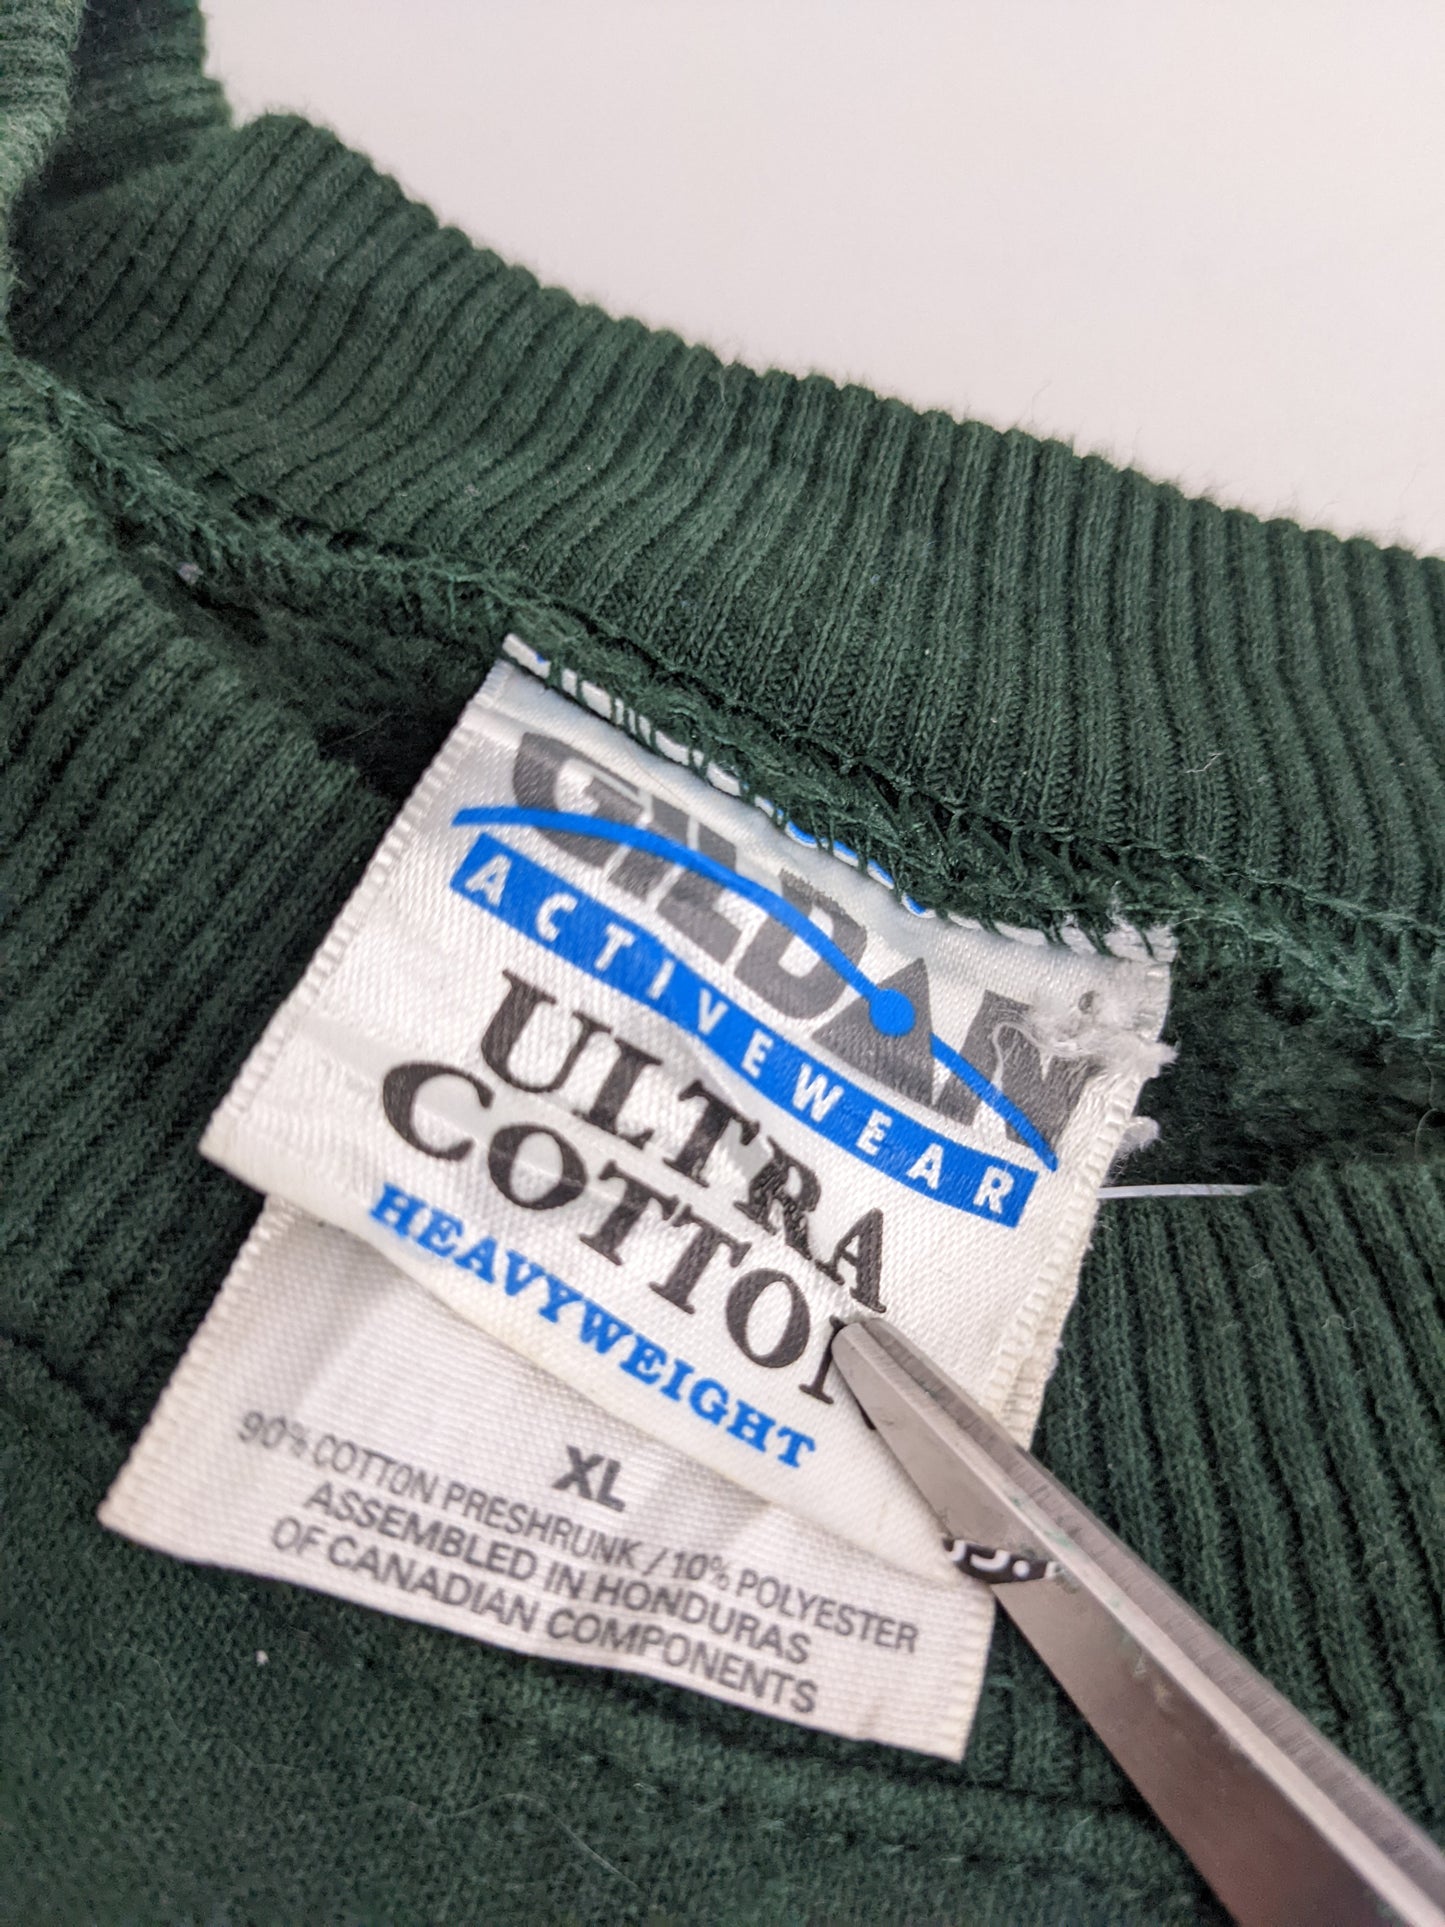 GILDAN
ACTIVEWEAR
ULTRA
COTTO
HEAVYWEIGHT
XL
90% COTTON PRESHRUNK / 10% POLYESTER
ASSEMBLED IN HONDURAS
OF CANADIAN COMPONENTS